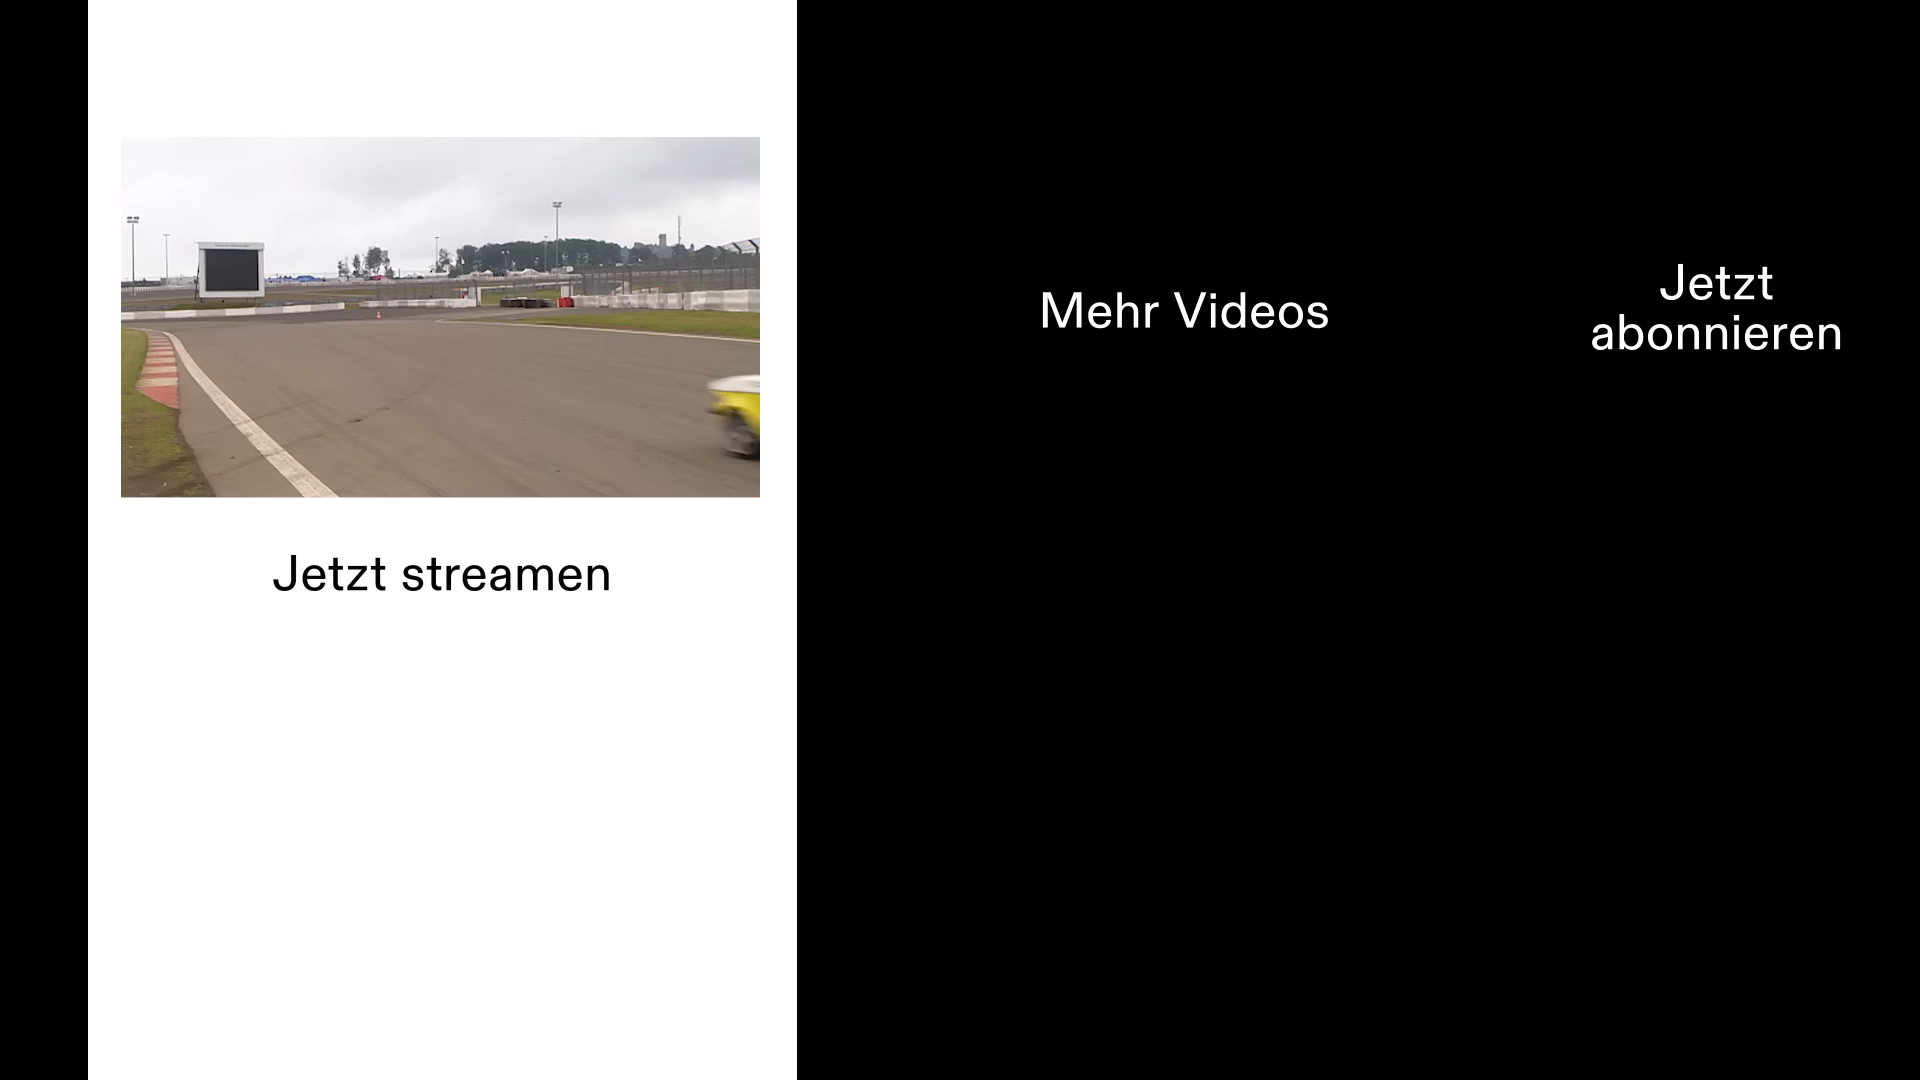 Jetzt streamen
Mehr Videos
Jetzt
abonnieren